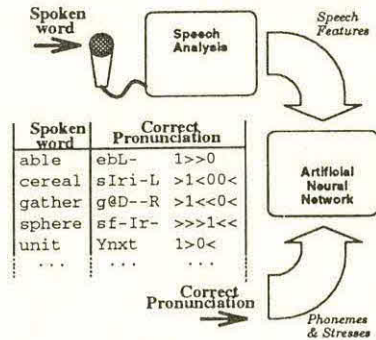 Spoken
word
Speech
Analysis
Speech
Features
Spoken
word
Correct
Pronunciation
able ebL- 1>>0
cereal sIri-L >1<00<
gather g@D--R >1<<0<
sphere sf-Ir- >>>1<<
unit Ynxt 1>0<
... ... ...
Artificial
Neural
Network
Correct
Pronunciation
Phonemes
& Stresses